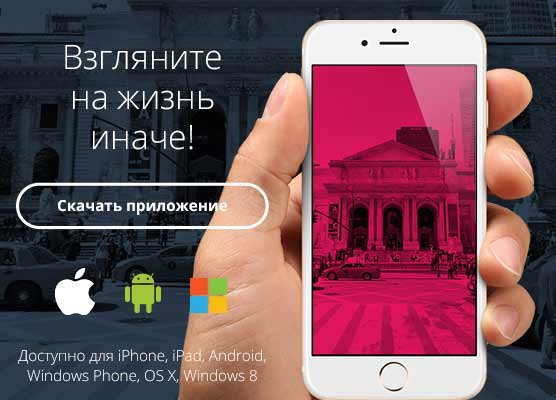 Взгляните
на жизнь
иначе!
Скачать приложение
Доступно для iPhone, iPad, Android,
Windows Phone, OS X, Windows 8